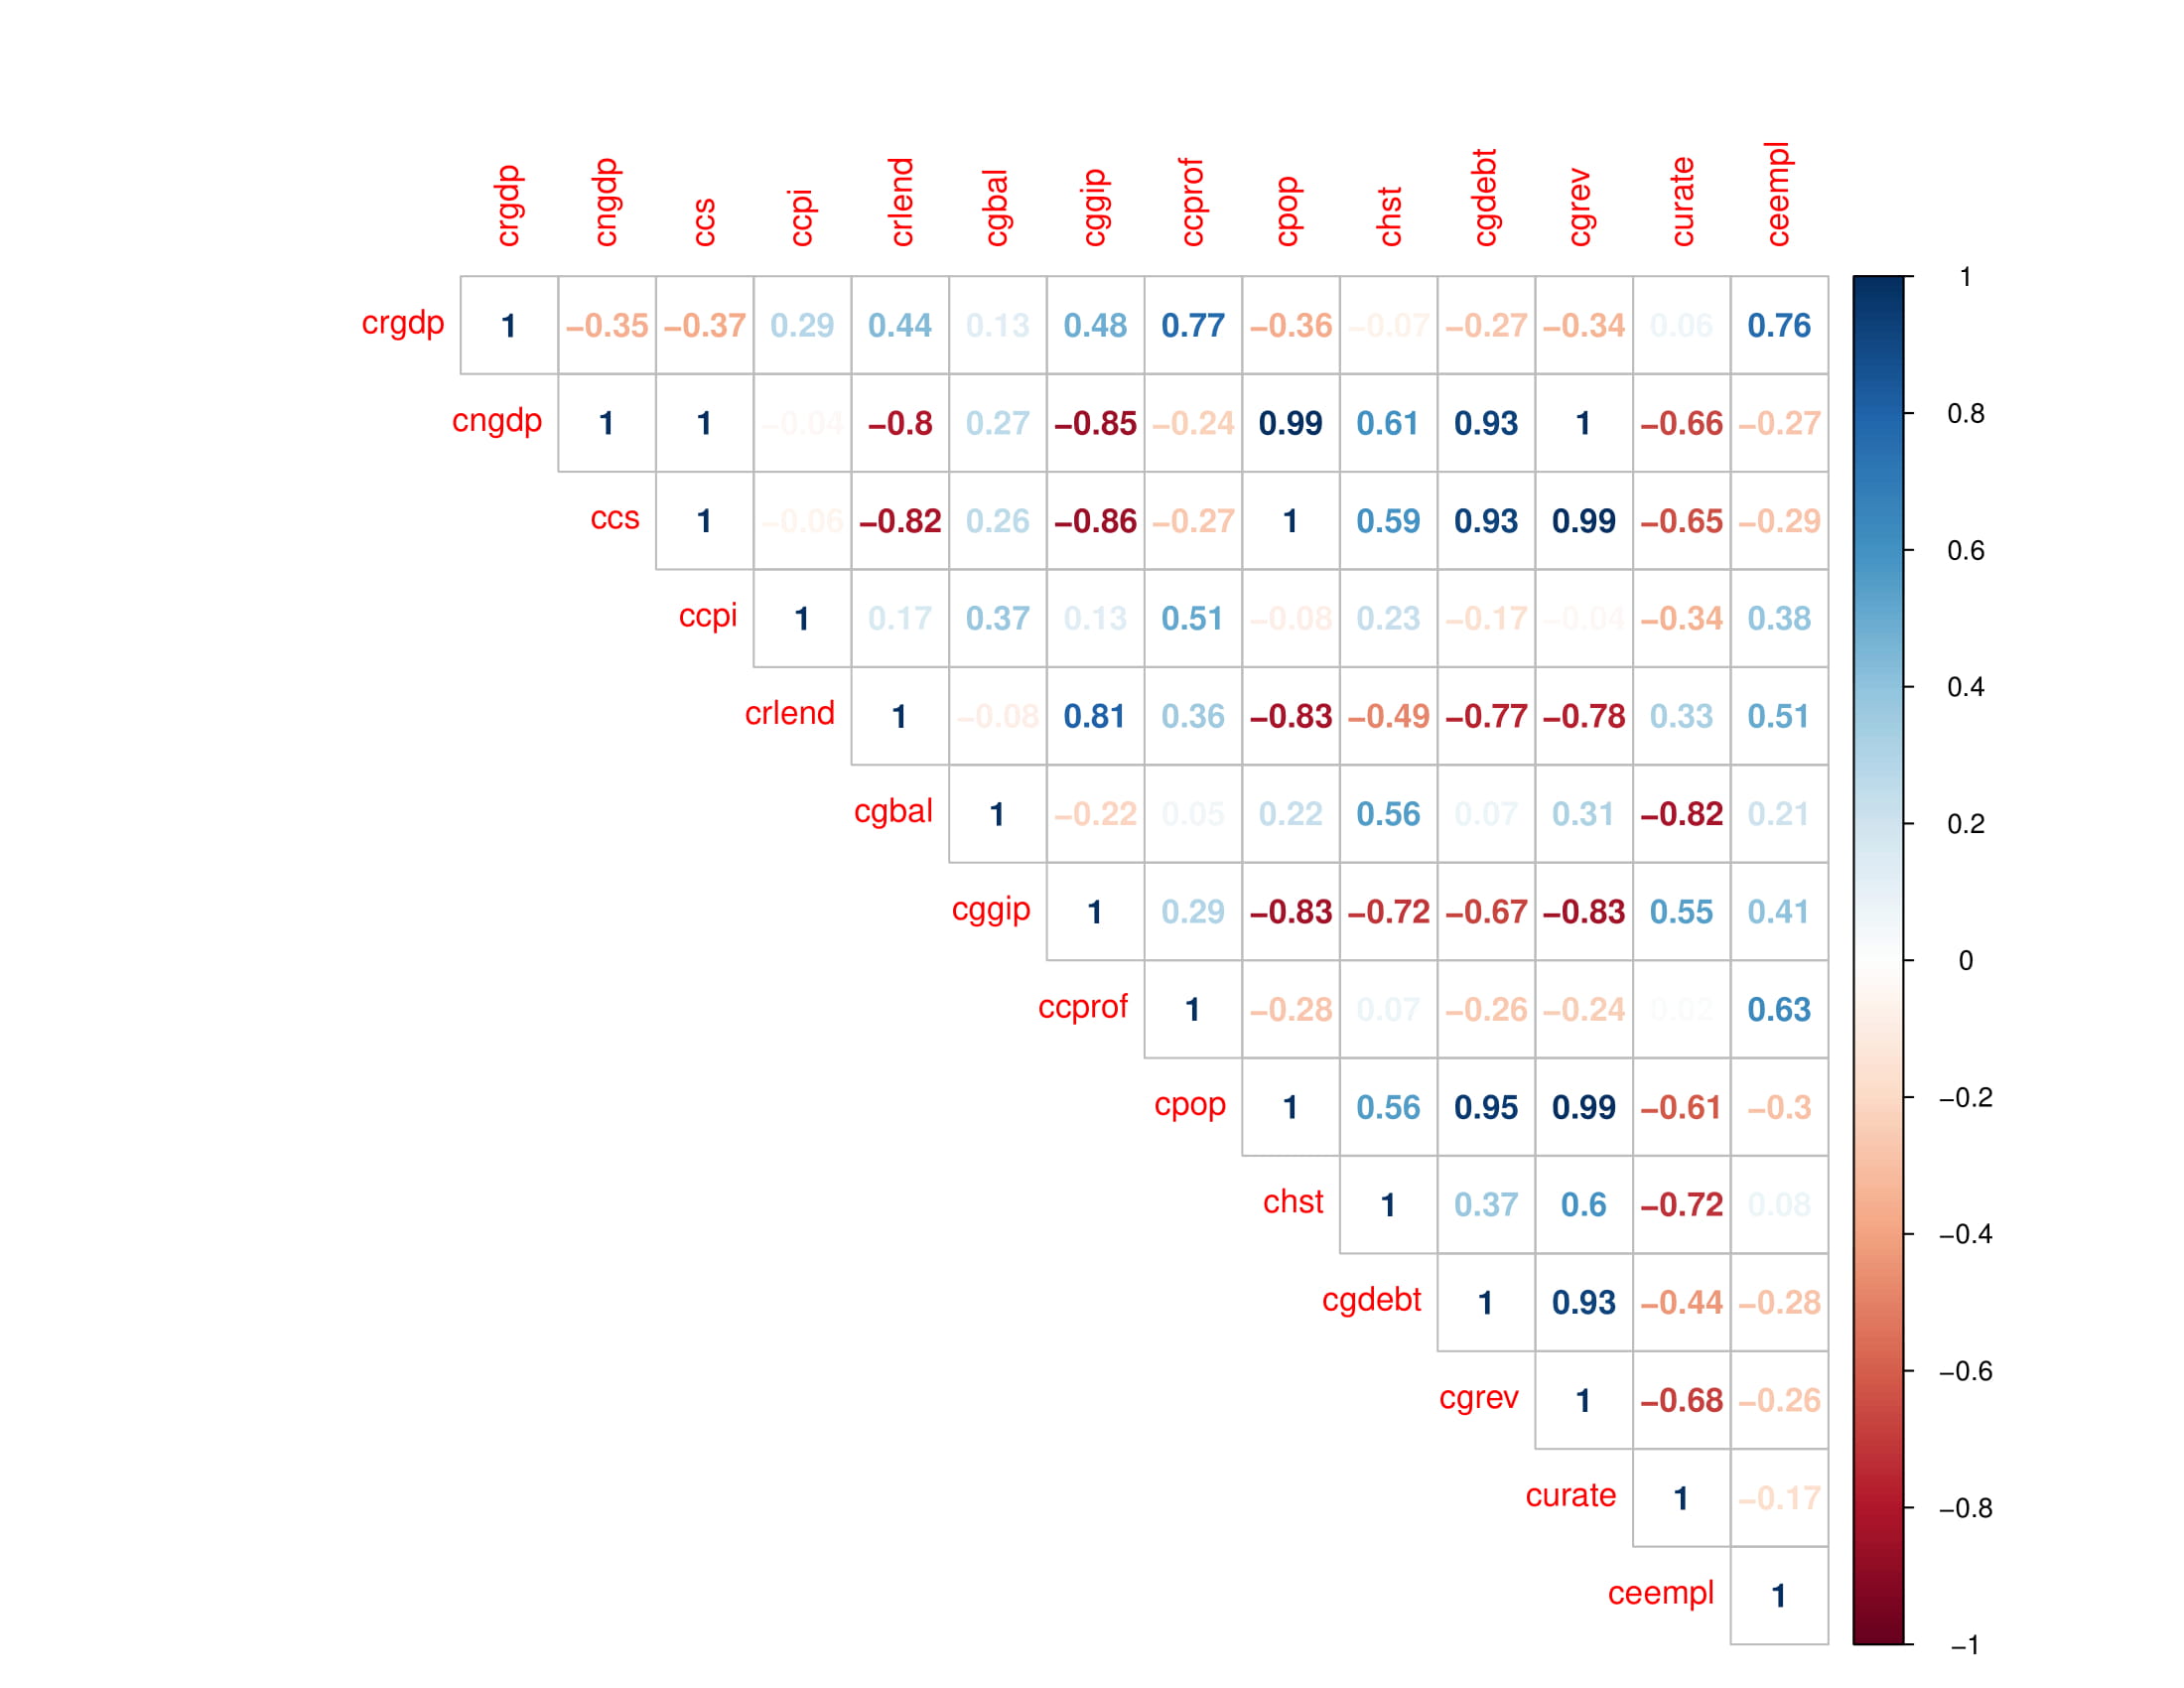 crgdp cngdp ccs ccpi crlend cgbal cggip ccprof cpop chst cgdebt cgrev curate ceempl
crgdp 1 −0.35 −0.37 0.29 0.44 0.13 0.48 0.77 −0.36 −0.07 −0.27 −0.34 0.06 0.76
cngdp 1 1 −0.04 −0.8 0.27 −0.85 −0.24 0.99 0.61 0.93 1 −0.66 −0.27
ccs 1 −0.06 −0.82 0.26 −0.86 −0.27 1 0.59 0.93 0.99 −0.65 −0.29
ccpi 1 0.17 0.37 0.13 0.51 −0.08 0.23 −0.17 −0.04 −0.34 0.38
crlend 1 −0.08 0.81 0.36 −0.83 −0.49 −0.77 −0.78 0.33 0.51
cgbal 1 −0.22 0.05 0.22 0.56 0.07 0.31 −0.82 0.21
cggip 1 0.29 −0.83 −0.72 −0.67 −0.83 0.55 0.41
ccprof 1 −0.28 0.07 −0.26 −0.24 0.02 0.63
cpop 1 0.56 0.95 0.99 −0.61 −0.3
chst 1 0.37 0.6 −0.72 0.08
cgdebt 1 0.93 −0.44 −0.28
cgrev 1 −0.68 −0.26
curate 1 −0.17
ceempl 1
1
0.8
0.6
0.4
0.2
0
−0.2
−0.4
−0.6
−0.8
−1